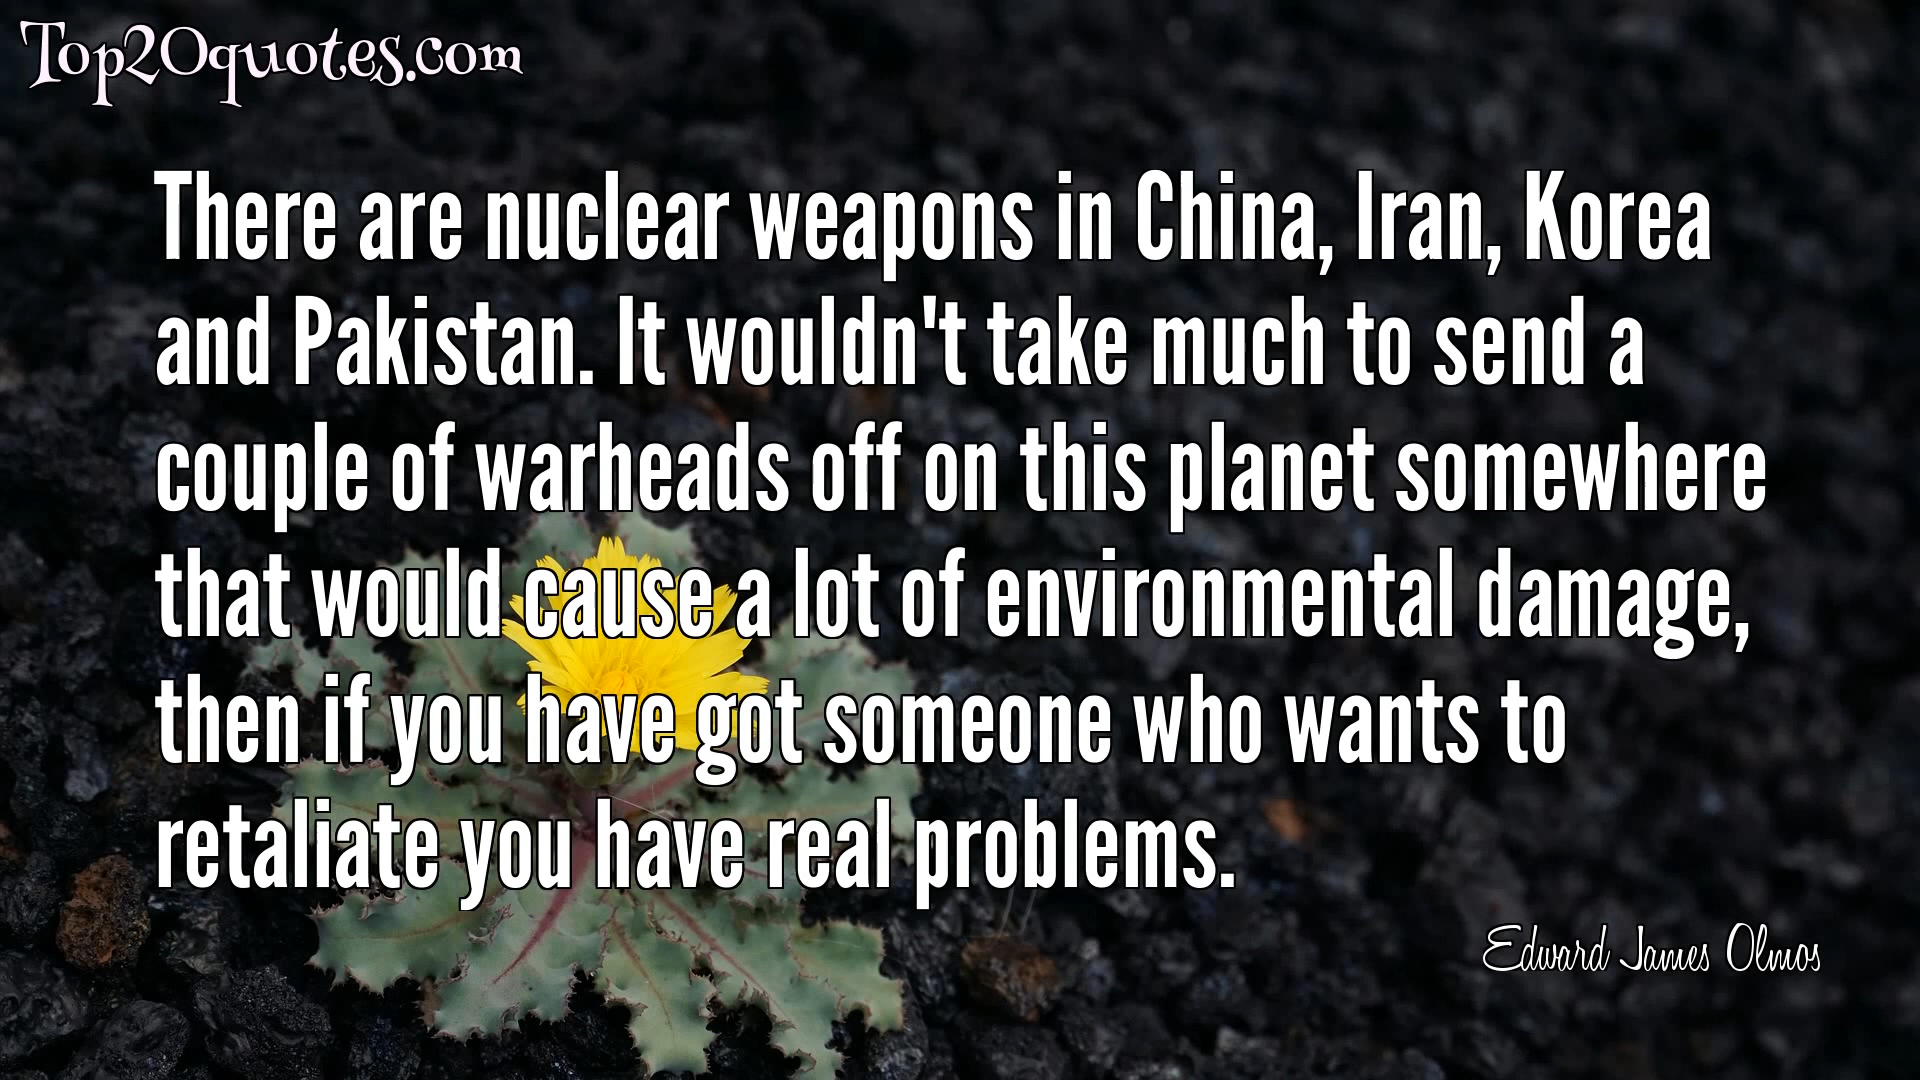 Top20quotes.com
There are nuclear weapons in China, Iran, Korea
and Pakistan. It wouldn't take much to send a
couple of warheads off on this planet somewhere
that would cause a lot of environmental damage,
then if you have got someone who wants to
retaliate you have real problems.
Edward James Olmos